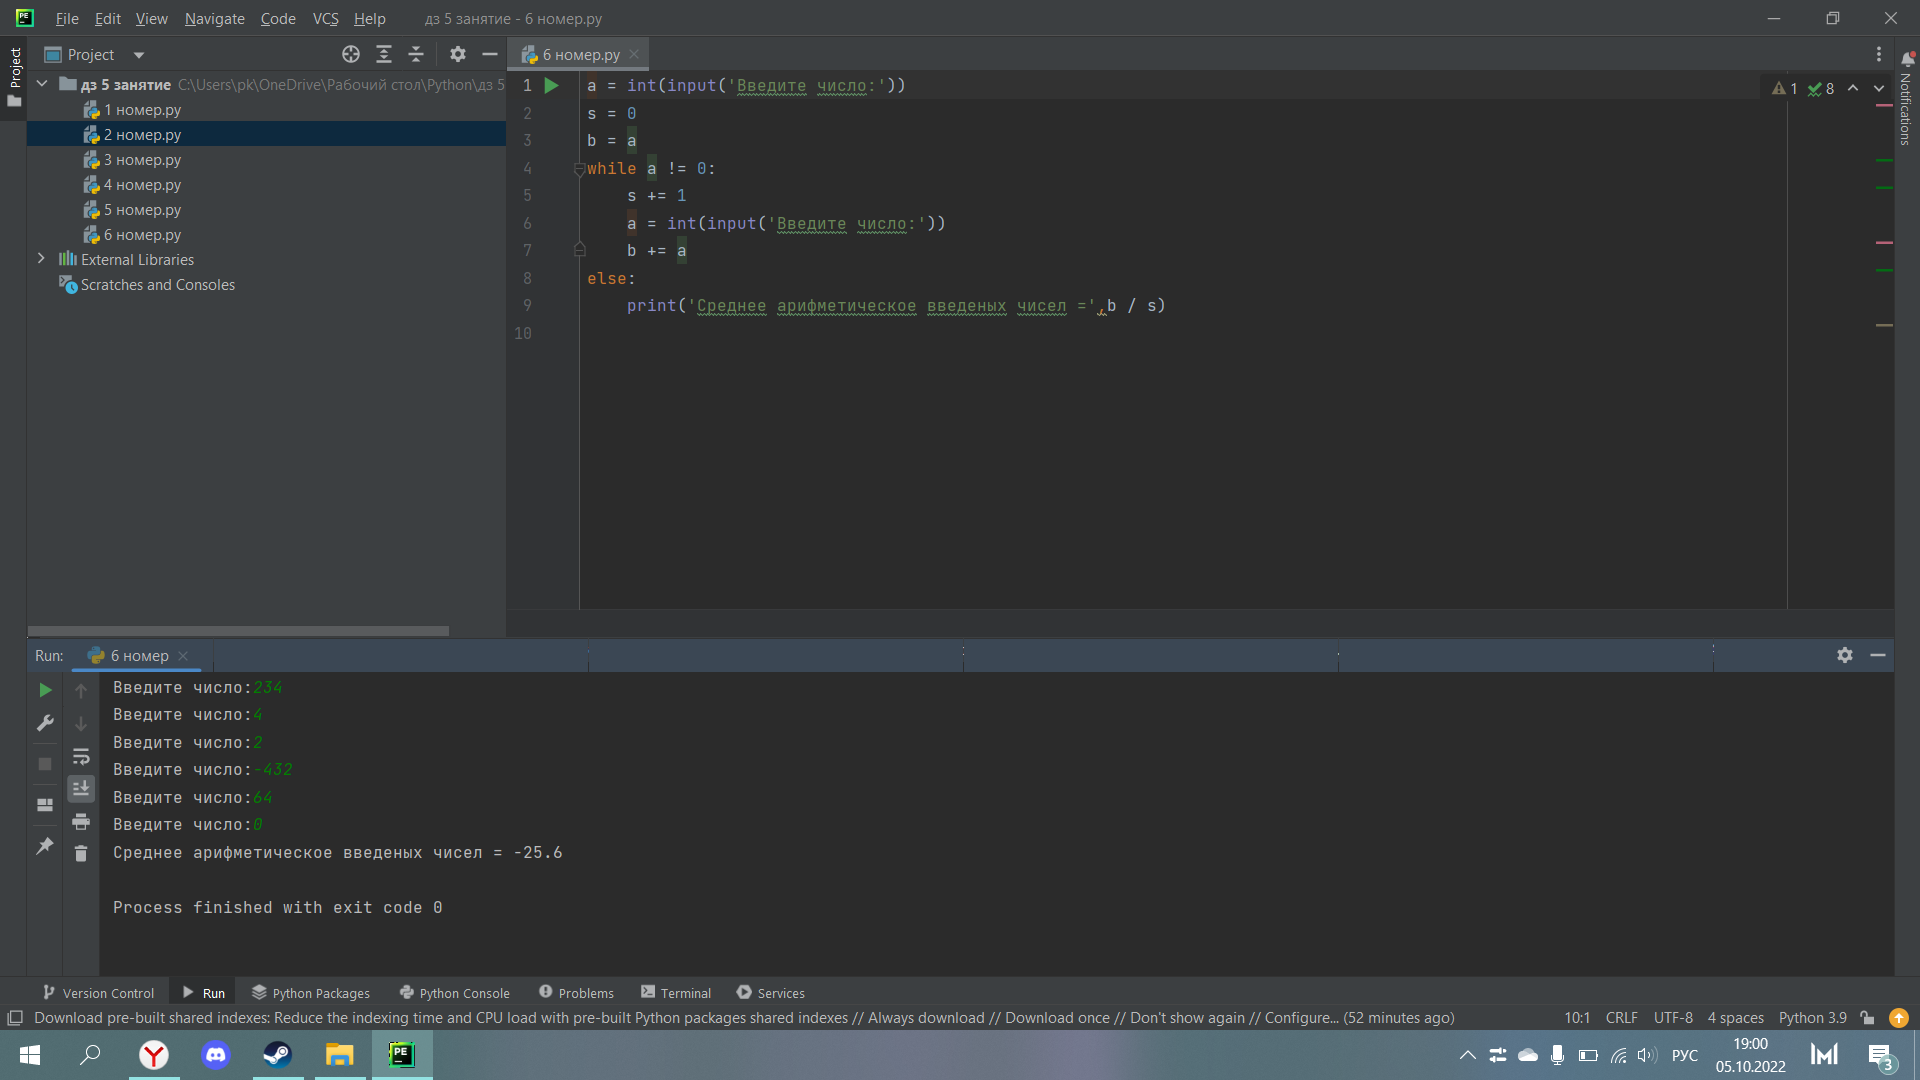 File Edit View Navigate Code VCS Help дз 5 занятие - 6 номер.py
Project
Project
6 номер.py
Notifications
дз 5 занятие C:\Users\pk\OneDrive\Рабочий стол\Python\дз 5
1 номер.py
2 номер.py
3 номер.py
4 номер.py
5 номер.py
6 номер.py
External Libraries
Scratches and Consoles
1 8
1 a = int(input('Введите число:'))
2 s = 0
3 b = a
4 while a != 0:
5 s += 1
6 a = int(input('Введите число:'))
7 b += a
8 else:
9 print('Среднее арифметическое введеных чисел =',b / s)
10
Run: 6 номер
Введите число:234
Введите число:4
Введите число:2
Введите число:-432
Введите число:64
Введите число:0
Среднее арифметическое введеных чисел = -25.6
Process finished with exit code 0
Version Control Run Python Packages Python Console Problems Terminal Services
Download pre-built shared indexes: Reduce the indexing time and CPU load with pre-built Python packages shared indexes // Always download // Download once // Don't show again // Configure... (52 minutes ago) 10:1 CRLF UTF-8 4 spaces Python 3.9
PE
РУС
19:00
05.10.2022
3